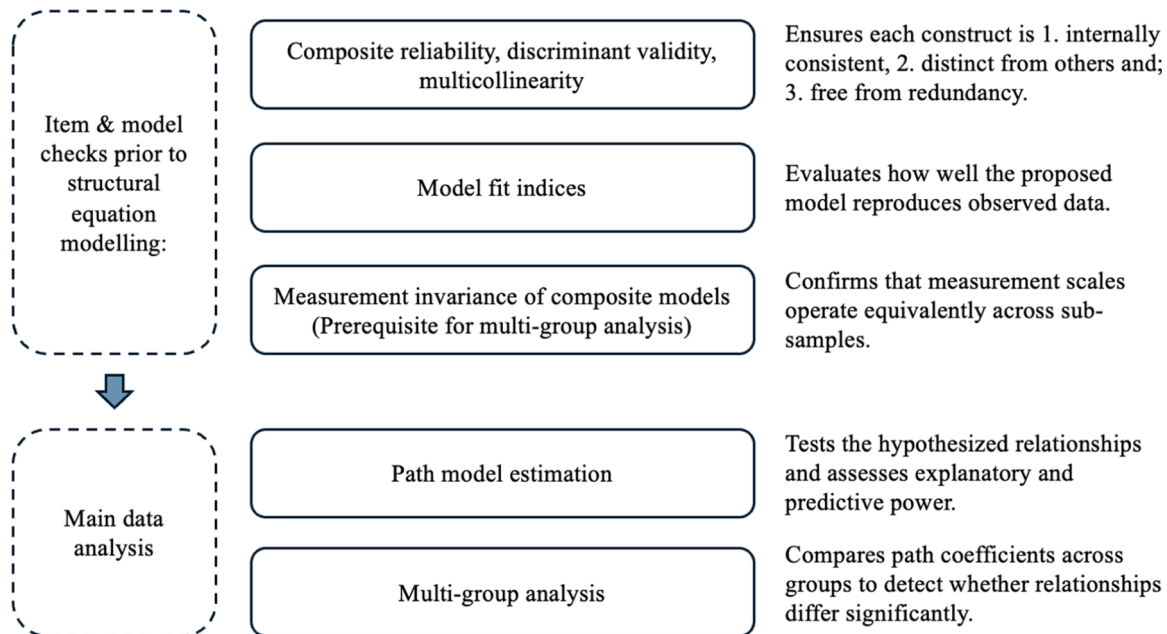 Item & model
checks prior to
structural
equation
modelling:
Composite reliability, discriminant validity,
multicollinearity
Ensures each construct is 1. internally
consistent, 2. distinct from others and;
3. free from redundancy.
Model fit indices
Evaluates how well the proposed
model reproduces observed data.
Measurement invariance of composite models
(Prerequisite for multi-group analysis)
Confirms that measurement scales
operate equivalently across sub-
samples.
Main data
analysis
Path model estimation
Tests the hypothesized relationships
and assesses explanatory and
predictive power.
Multi-group analysis
Compares path coefficients across
groups to detect whether relationships
differ significantly.